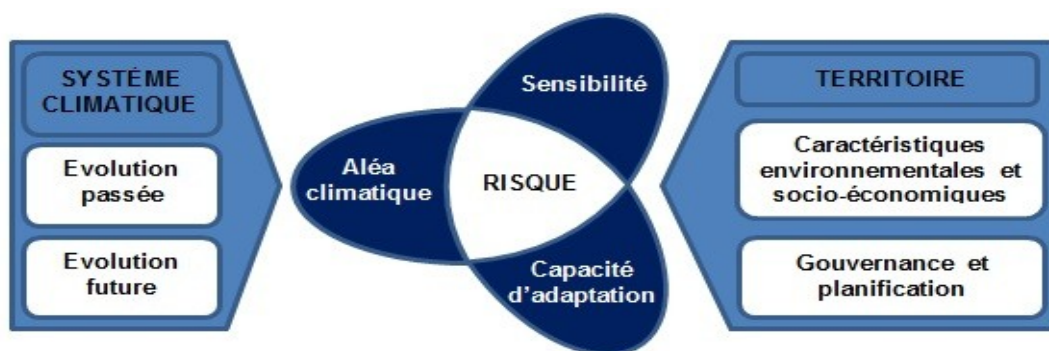 SYSTÈME
CLIMATIQUE
Evolution
passée
Evolution
future
Sensibilité
Aléa
climatique
RISQUE
Capacité
d'adaptation
TERRITOIRE
Caractéristiques
environnementales et
socio-économiques
Gouvernance et
planification